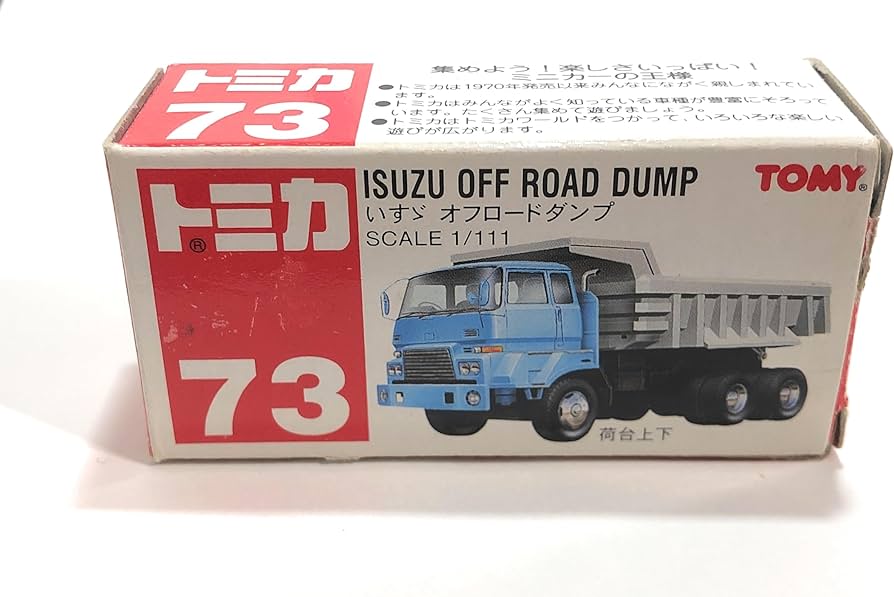 トミカ
73
集めよう!楽しさいっぱい!
ミニカーの王様
●トミカは1970年発売以来みんなにながく親しまれてい
ます。
●トミカはみんながよく知っている車種が豊富にそろって
います。たくさん集めて遊びましょう。
●トミカはトミカワールドをつかって、いろいろな楽しい
遊びが広がります。
トミカ®
73
ISUZU OFF ROAD DUMP
いすゞ オフロードダンプ
SCALE 1/111
TOMY®
荷台上下